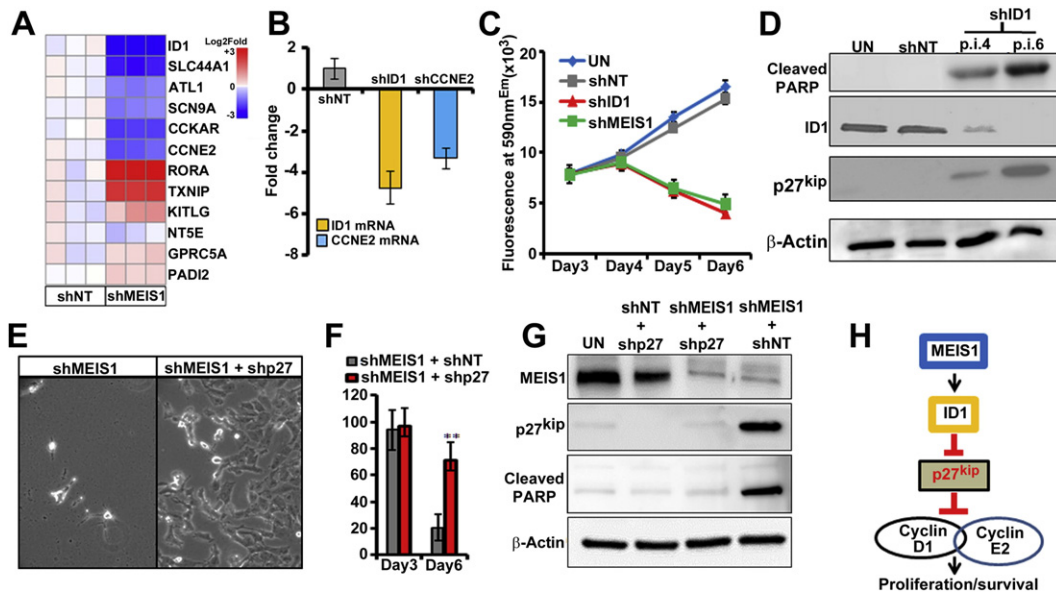 A
Log2Fold
+3
0
-3
ID1
SLC44A1
ATL1
SCN9A
CCKAR
CCNE2
RORA
TXNIP
KITLG
NT5E
GPRC5A
PADI2
shNT
shMEIS1
B
Fold change
2
0
-2
-4
-6
-8
shNT
shID1
shCCNE2
ID1 mRNA
CCNE2 mRNA
C
Fluorescence at 590nmEm(x10³)
20
15
10
5
0
UN
shNT
shID1
shMEIS1
Day3 Day4 Day5 Day6
D
shID1
UN shNT p.i.4 p.i.6
Cleaved
PARP
ID1
p27kip
β-Actin
E
shMEIS1
shMEIS1 + shp27
F
shMEIS1 + shNT
shMEIS1 + shp27
120
100
80
60
40
20
0
**
Day3 Day6
G
shNT shMEIS1 shMEIS1
+ + +
UN shp27 shp27 shNT
MEIS1
p27kip
Cleaved
PARP
β-Actin
H
MEIS1
ID1
p27kip
Cyclin
D1
Cyclin
E2
Proliferation/survival